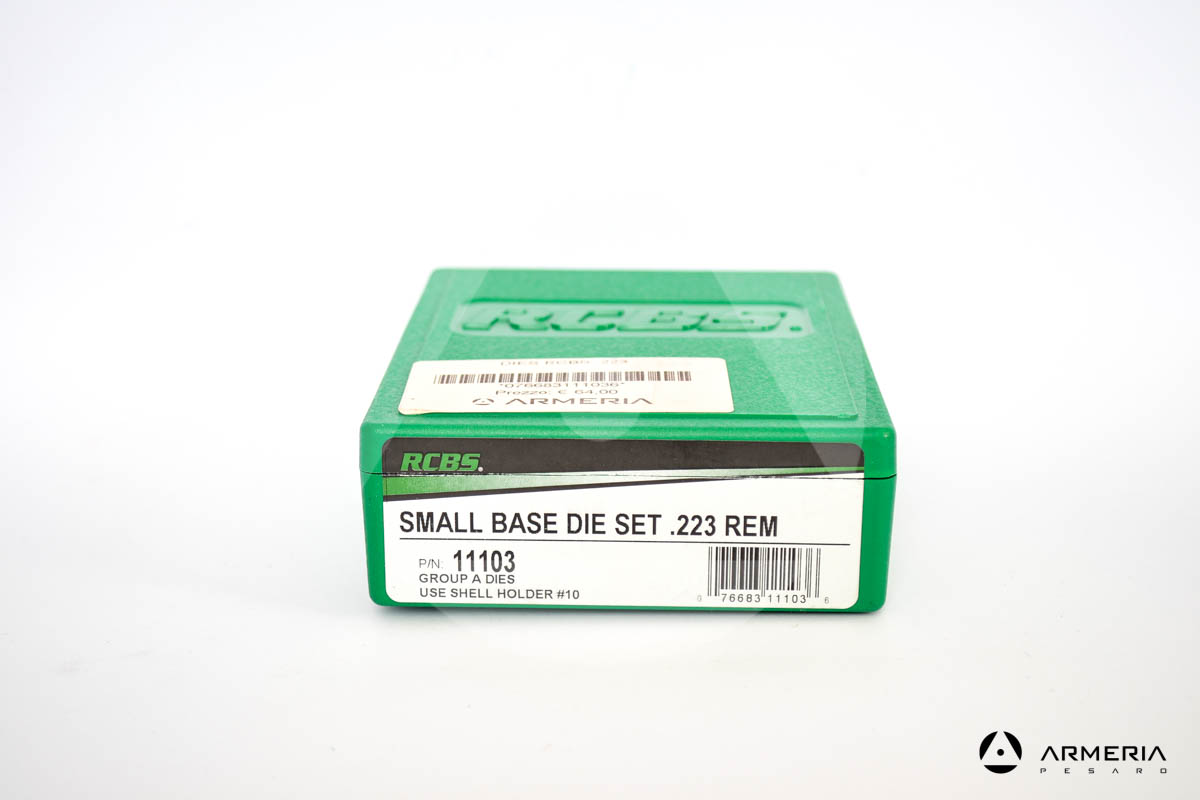 RCBS.
DIES RCBS .223
*076683111036*
Prezzo: € 64,00
ARMERIA
RCBS.
SMALL BASE DIE SET .223 REM
P/N: 11103
GROUP A DIES
USE SHELL HOLDER #10
0 76683 11103 6
ARMERIA
PESARO